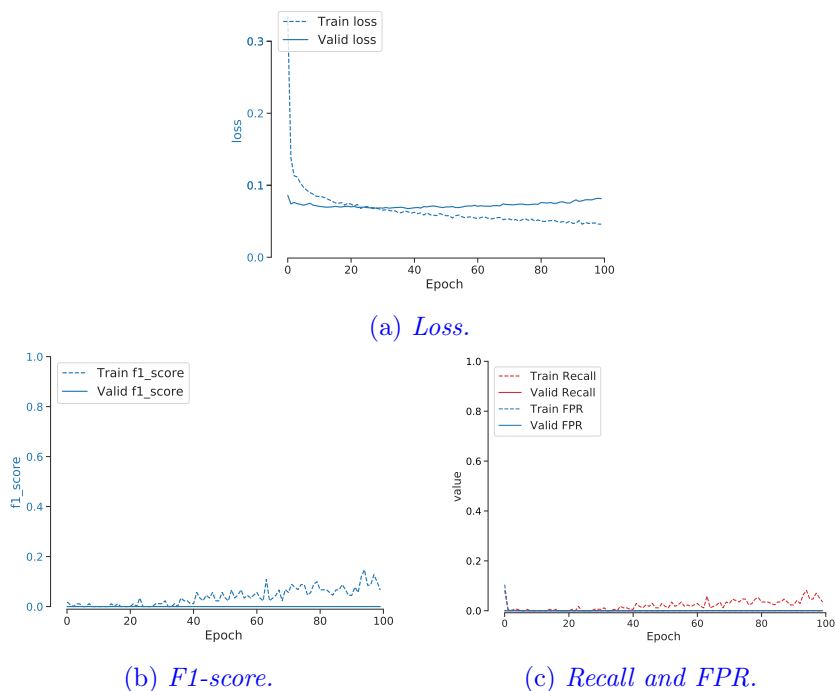 Train loss
Valid loss
0.3
0.2
0.1
0.0
loss
0 20 40 60 80 100
Epoch
(a) Loss.
1.0
0.8
0.6
0.4
0.2
0.0
f1_score
Train f1_score
Valid f1_score
0 20 40 60 80 100
Epoch
(b) F1-score.
1.0
0.8
0.6
0.4
0.2
0.0
value
Train Recall
Valid Recall
Train FPR
Valid FPR
0 20 40 60 80 100
Epoch
(c) Recall and FPR.